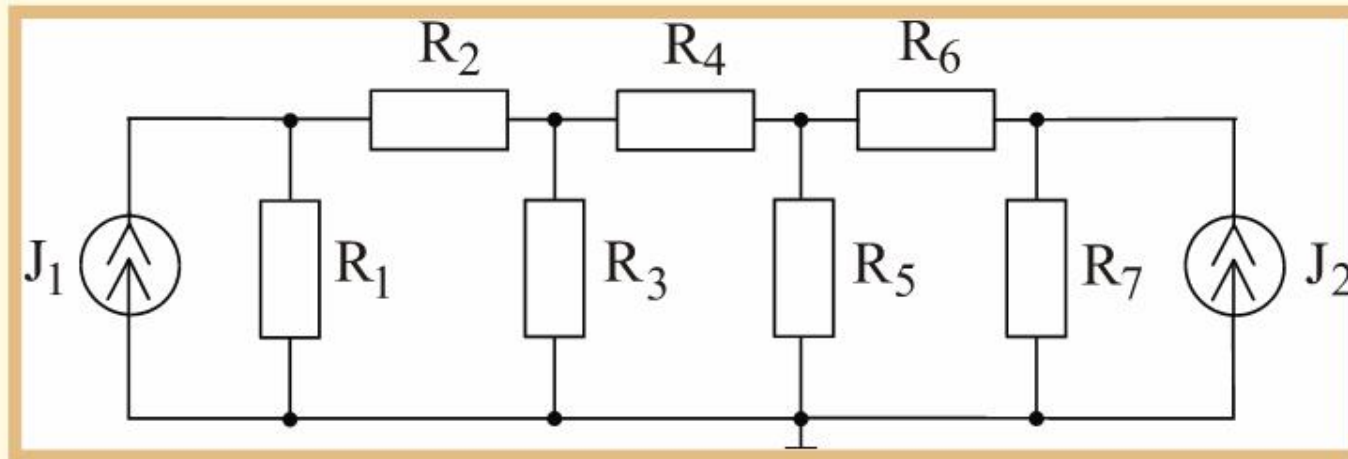 R₂ R₄ R₆
J₁ R₁ R₃ R₅ R₇ J₂